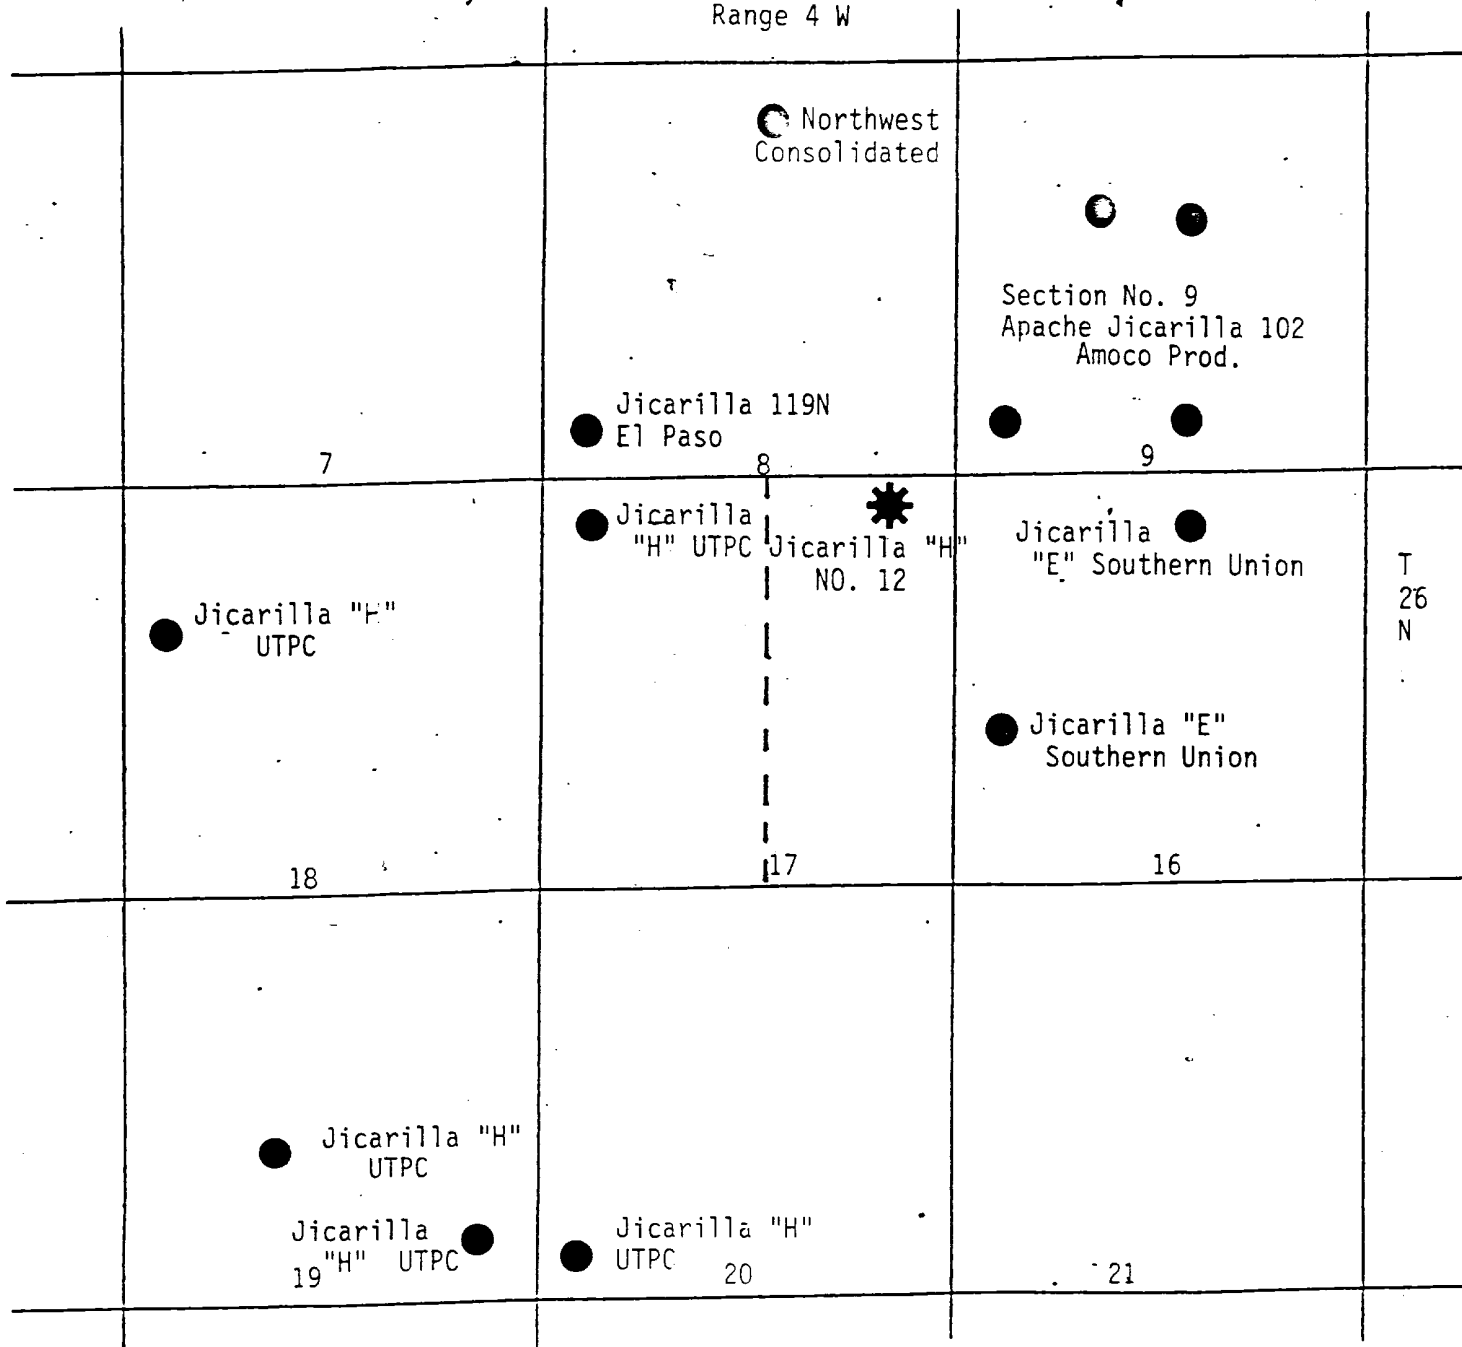 Range 4 W
Northwest
Consolidated
Section No. 9
Apache Jicarilla 102
Amoco Prod.
Jicarilla 119N
El Paso
7
8
9
Jicarilla
"H" UTPC
Jicarilla "H"
NO. 12
Jicarilla
"E" Southern Union
T
26
N
Jicarilla "H"
UTPC
Jicarilla "E"
Southern Union
18
17
16
Jicarilla "H"
UTPC
Jicarilla
"H" UTPC
19
Jicarilla "H"
UTPC
20
21